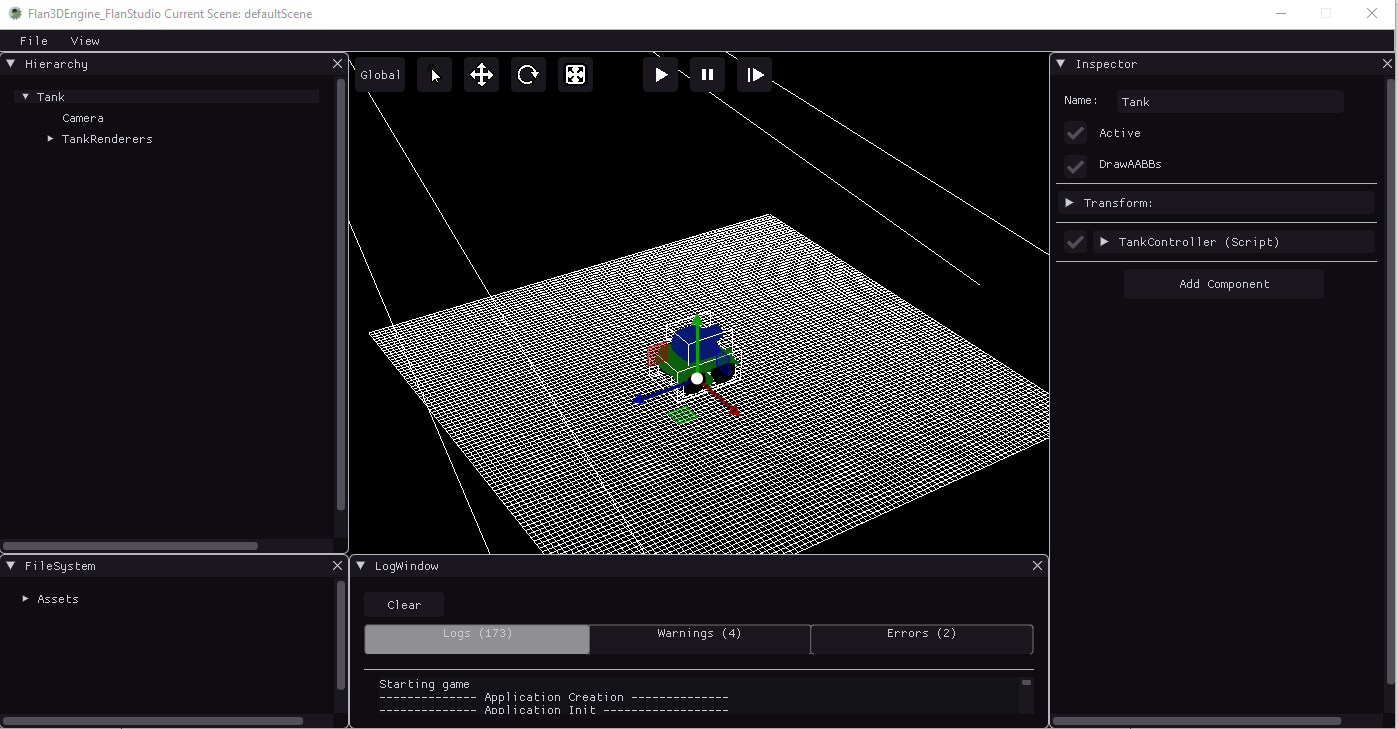 Flan3DEngine_FlanStudio Current Scene: defaultScene
File View
Hierarchy
Tank
Camera
TankRenderers
Global
Inspector
Name: Tank
Active
DrawAABBs
Transform:
TankController (Script)
Add Component
FileSystem
Assets
LogWindow
Clear
Logs (173) Warnings (4) Errors (2)
Starting game
-------------- Application Creation --------------
-------------- Application Init ------------------